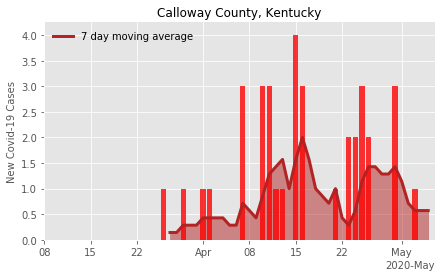 Calloway County, Kentucky
7 day moving average
New Covid-19 Cases
4.0
3.5
3.0
2.5
2.0
1.5
1.0
0.5
0.0
08 15 22 Apr 08 15 22 May
2020-May